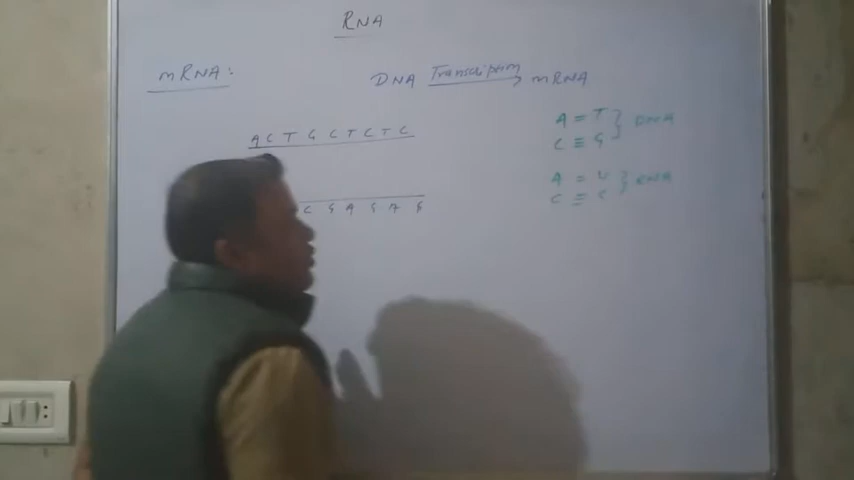 RNA
mRNA:
DNA Transcription mRNA
A = T } DNA
C ≡ G
A C T G C T C T C
A = U } RNA
C ≡
C G A G A G